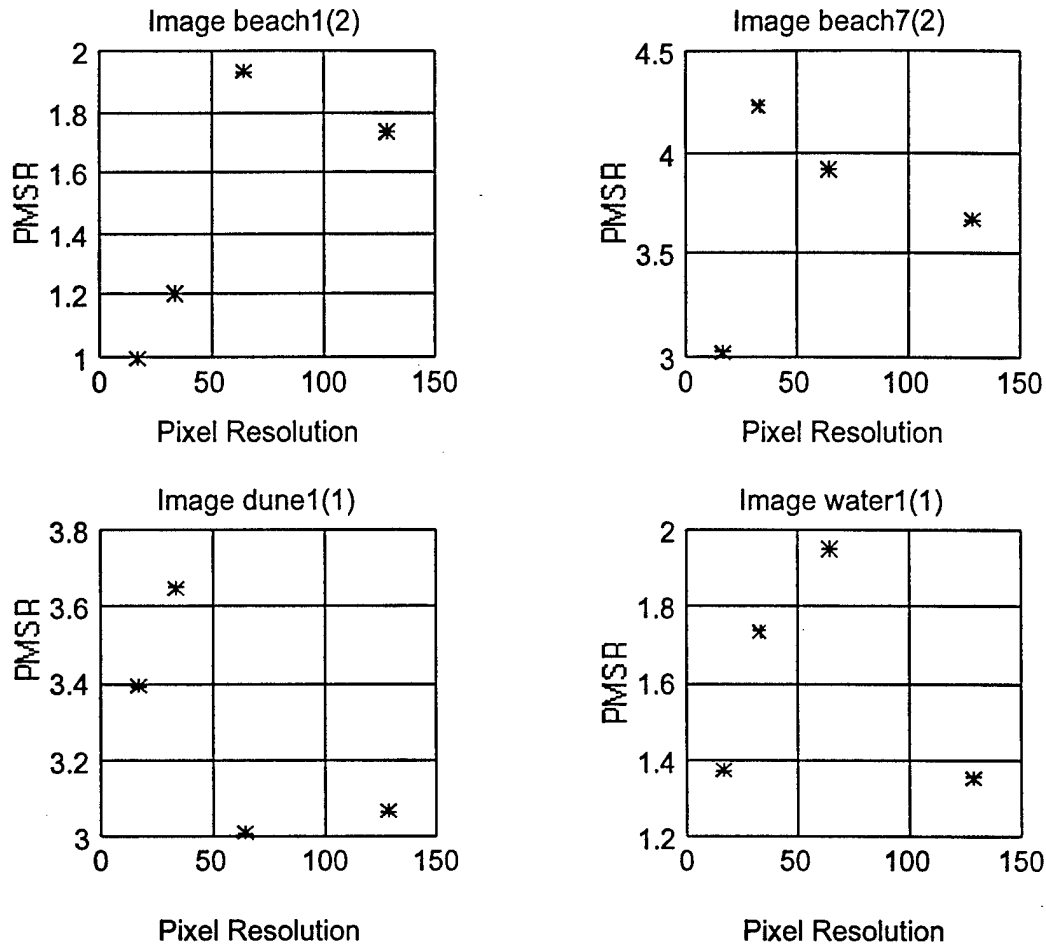 Image beach1(2)
2
1.8
1.6
1.4
1.2
1
PMSR
0 50 100 150
Pixel Resolution
Image beach7(2)
4.5
4
3.5
3
PMSR
0 50 100 150
Pixel Resolution
Image dune1(1)
3.8
3.6
3.4
3.2
3
PMSR
0 50 100 150
Pixel Resolution
Image water1(1)
2
1.8
1.6
1.4
1.2
PMSR
0 50 100 150
Pixel Resolution